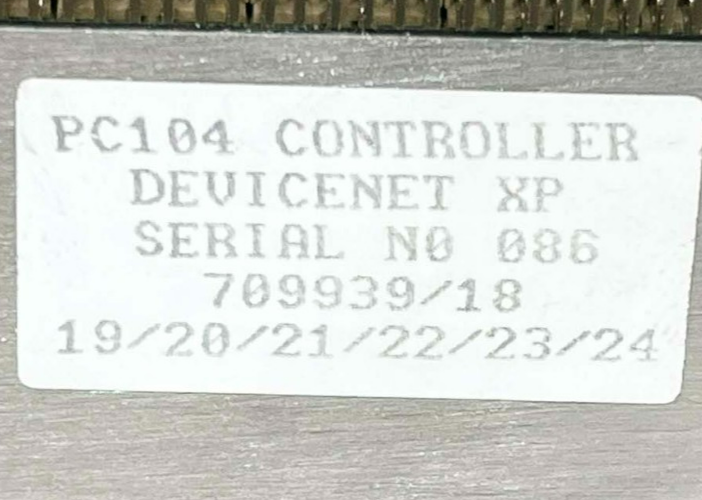 PC104 CONTROLLER
DEVICENET XP
SERIAL N0 086
709939/18
19/20/21/22/23/24